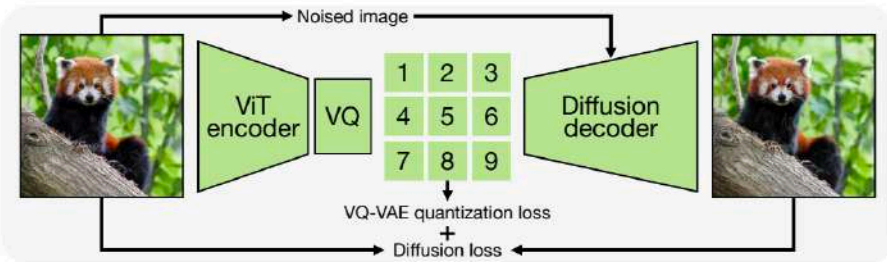 Noised image
ViT
encoder
VQ
1 2 3
4 5 6
7 8 9
Diffusion
decoder
VQ-VAE quantization loss
+
Diffusion loss